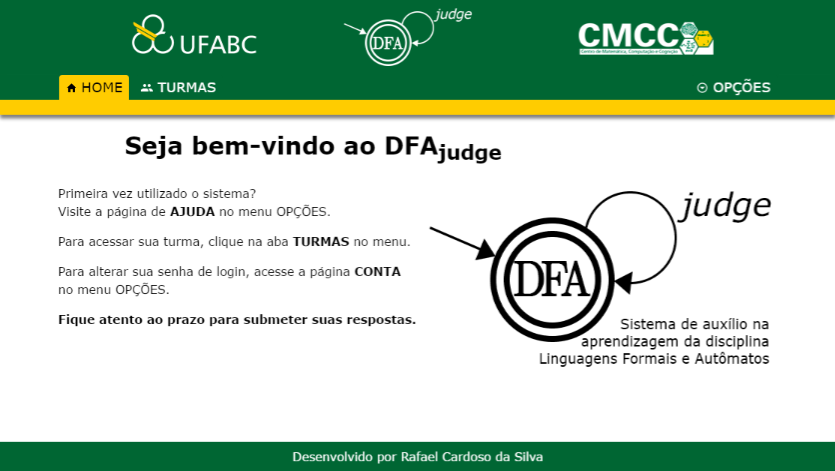 UFABC
DFA
judge
CMCC
Centro de Matemática, Computação e Cognição
HOME
TURMAS
OPÇÕES
Seja bem-vindo ao DFAjudge
Primeira vez utilizado o sistema?
Visite a página de AJUDA no menu OPÇÕES.
Para acessar sua turma, clique na aba TURMAS no menu.
Para alterar sua senha de login, acesse a página CONTA
no menu OPÇÕES.
Fique atento ao prazo para submeter suas respostas.
judge
DFA
Sistema de auxílio na
aprendizagem da disciplina
Linguagens Formais e Autômatos
Desenvolvido por Rafael Cardoso da Silva